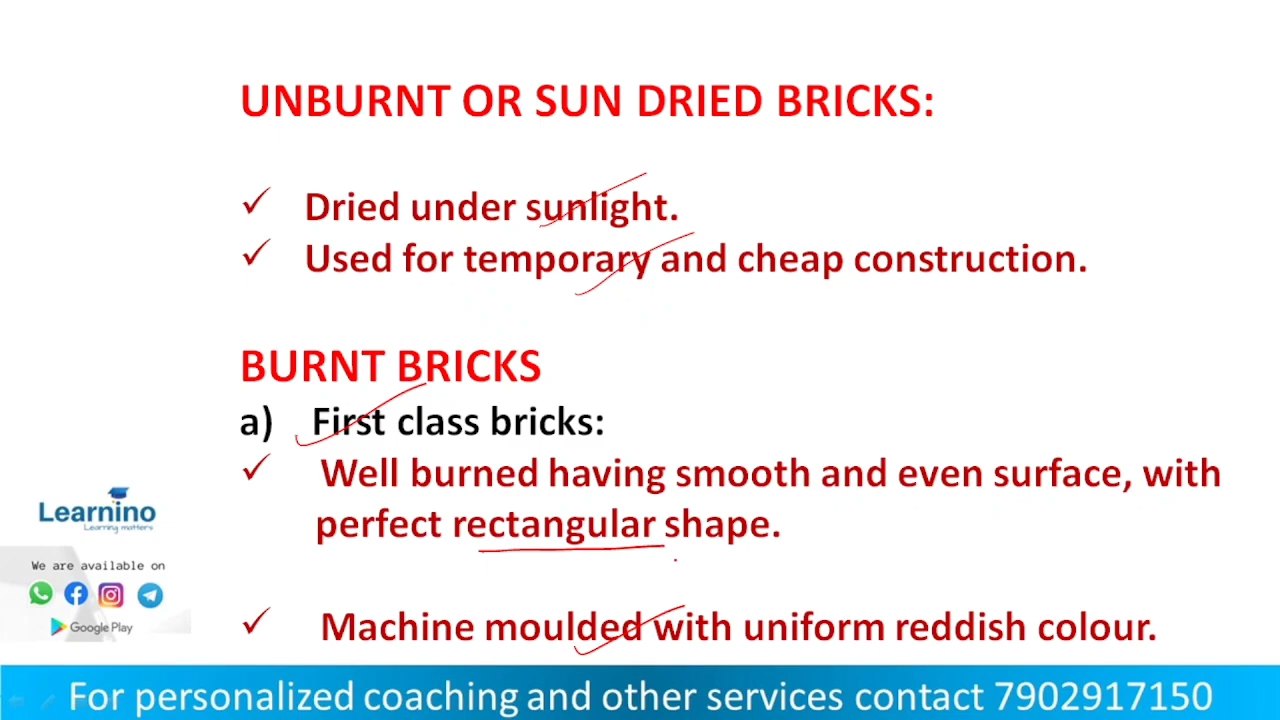 UNBURNT OR SUN DRIED BRICKS:
✓ Dried under sunlight.
✓ Used for temporary and cheap construction.
BURNT BRICKS
a) First class bricks:
✓ Well burned having smooth and even surface, with
perfect rectangular shape.
✓ Machine moulded with uniform reddish colour.
Learnino
Learning matters
We are available on
Google Play
For personalized coaching and other services contact 7902917150